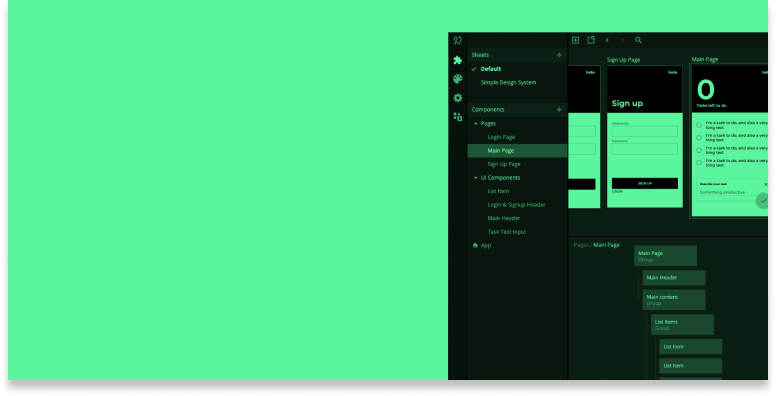 Sheets
Default
Simple Design System
Components
Pages
Login Page
Main Page
Sign Up Page
UI Components
List Item
Login & Signup Header
Main Header
Task Text Input
App
Sign Up Page
Main Page
todo.
todo.
Sign up
Username
Password
SIGN UP
LOGIN
0
Tasks left to do
I'm a task to do, and also a very
long text
I'm a task to do, and also a very
long text
I'm a task to do, and also a very
long text
I'm a task to do, and also a very
long text
Describe your task
Something productive
Pages / Main Page
Main Page
Group
Main Header
Main content
Group
List Items
Group
List Item
List Item